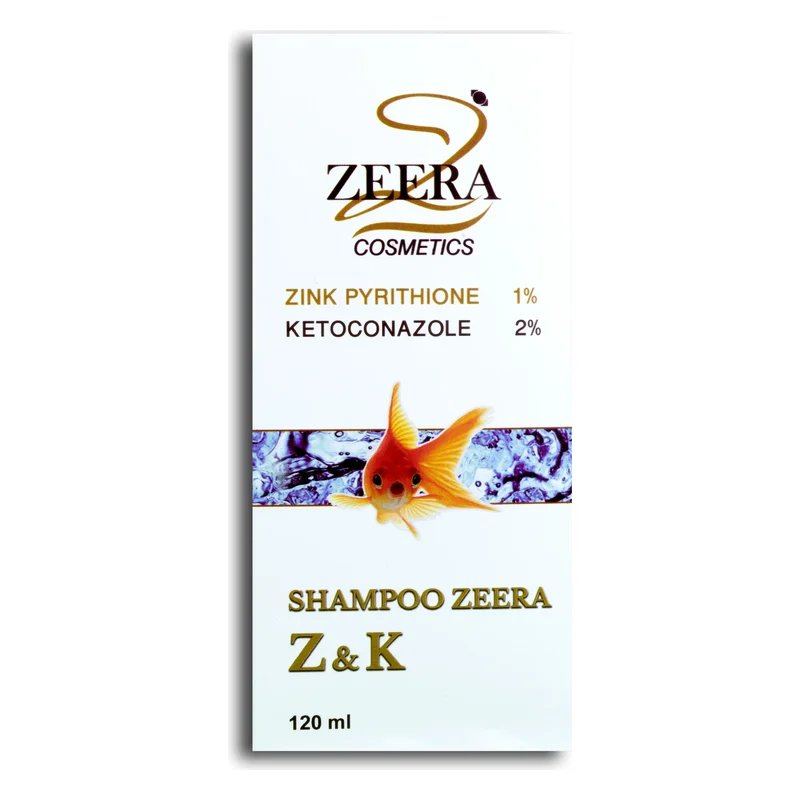 ZEERA
COSMETICS
ZINK PYRITHIONE 1%
KETOCONAZOLE 2%
SHAMPOO ZEERA
Z & K
120 ml